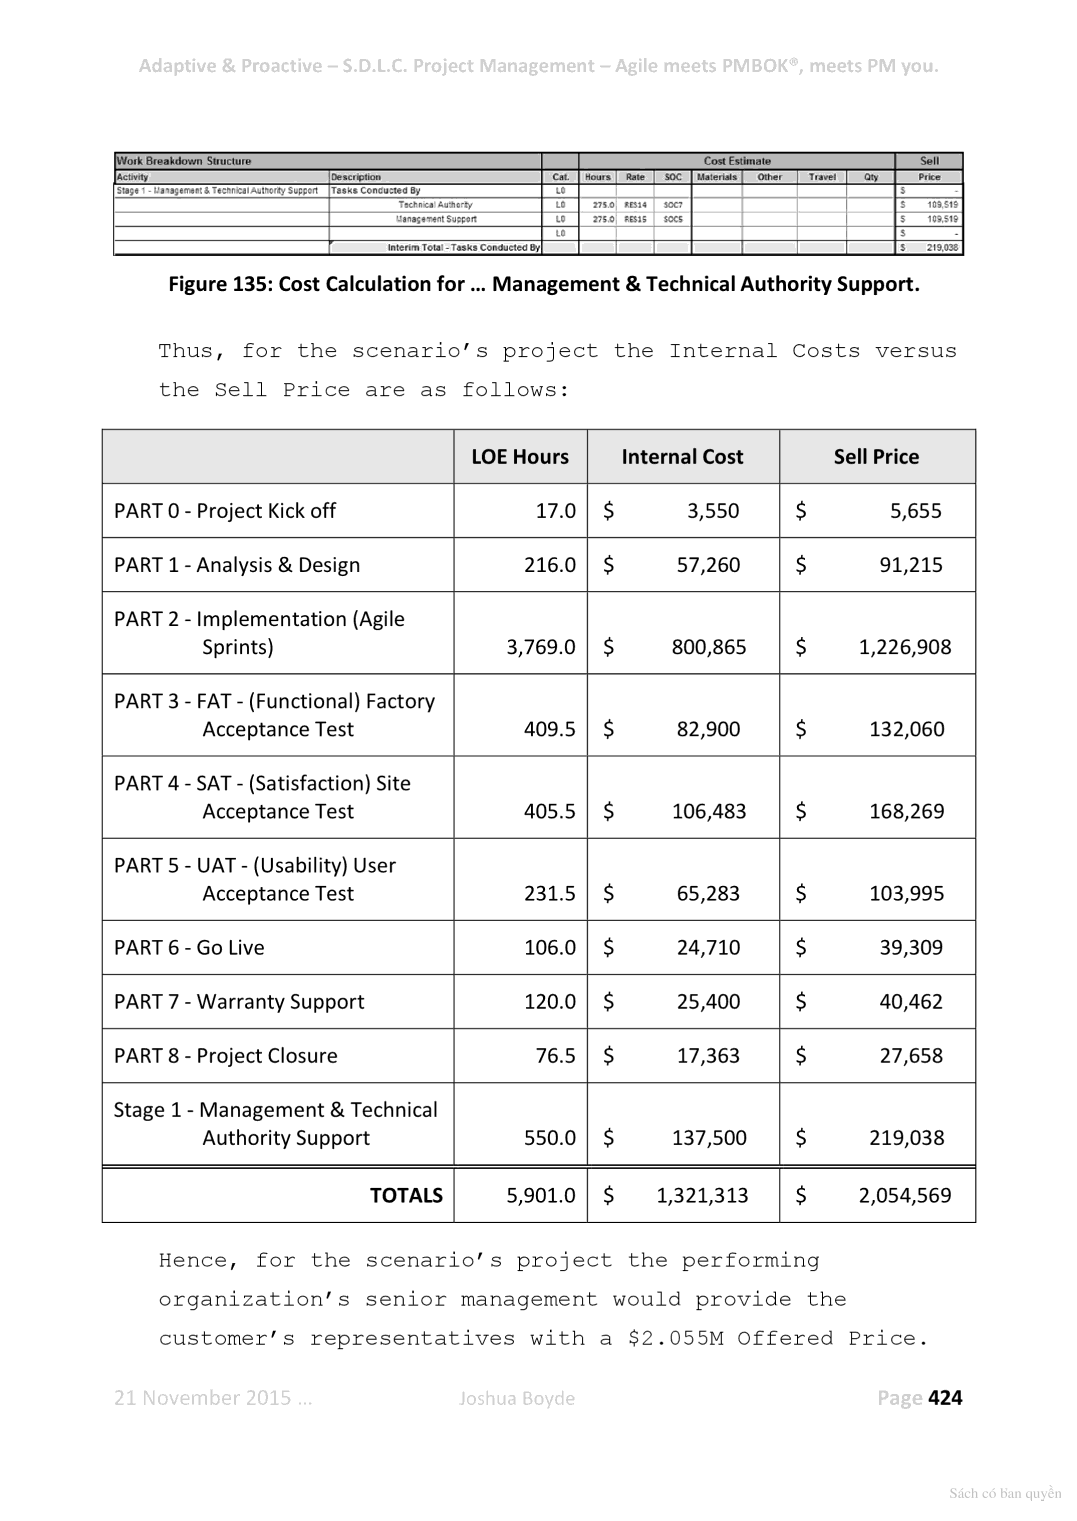 Adaptive & Proactive – S.D.L.C. Project Management – Agile meets PMBOK®, meets PM you.
Work Breakdown Structure Cost Estimate Sell
Activity Description Cat. Hours Rate SOC Materials Other Travel Qty Price
Stage 1 - Management & Technical Authority Support Tasks Conducted By L0 $ -
Technical Authority L0 275.0 RES14 SOC7 $ 109,519
Management Support L0 275.0 RES15 SOC5 $ 109,519
L0 $ -
Interim Total - Tasks Conducted By $ 219,038
Figure 135: Cost Calculation for … Management & Technical Authority Support.
Thus, for the scenario’s project the Internal Costs versus
the Sell Price are as follows:
LOE Hours Internal Cost Sell Price
PART 0 - Project Kick off 17.0 $ 3,550 $ 5,655
PART 1 - Analysis & Design 216.0 $ 57,260 $ 91,215
PART 2 - Implementation (Agile
Sprints) 3,769.0 $ 800,865 $ 1,226,908
PART 3 - FAT - (Functional) Factory
Acceptance Test 409.5 $ 82,900 $ 132,060
PART 4 - SAT - (Satisfaction) Site
Acceptance Test 405.5 $ 106,483 $ 168,269
PART 5 - UAT - (Usability) User
Acceptance Test 231.5 $ 65,283 $ 103,995
PART 6 - Go Live 106.0 $ 24,710 $ 39,309
PART 7 - Warranty Support 120.0 $ 25,400 $ 40,462
PART 8 - Project Closure 76.5 $ 17,363 $ 27,658
Stage 1 - Management & Technical
Authority Support 550.0 $ 137,500 $ 219,038
TOTALS 5,901.0 $ 1,321,313 $ 2,054,569
Hence, for the scenario’s project the performing
organization’s senior management would provide the
customer’s representatives with a $2.055M Offered Price.
21 November 2015 … Joshua Boyde Page 424
Sách có bản quyền